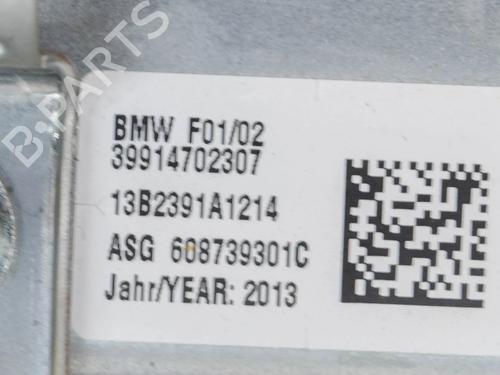 BMW F01/02
39914702307
13B2391A1214
ASG 608739301C
Jahr/YEAR: 2013
B-PARTS